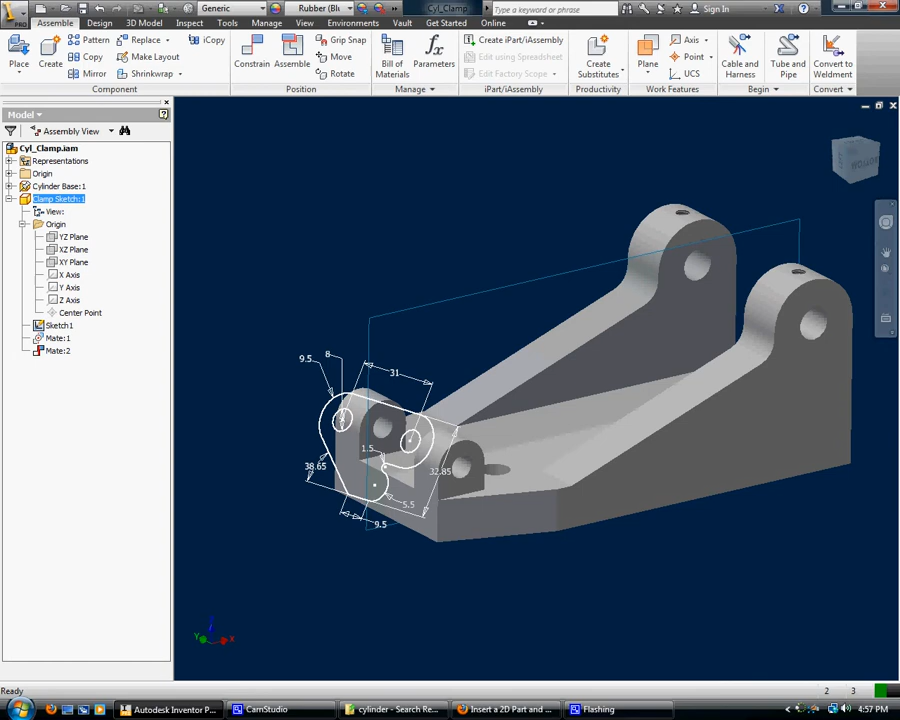 PRO
Generic
Rubber (Bl
Cyl_Clamp
Type a keyword or phrase
Sign In
Assemble Design 3D Model Inspect Tools Manage View Environments Vault Get Started Online
Place
Create
Pattern
Copy
Mirror
Replace
Make Layout
Shrinkwrap
iCopy
Component
Constrain
Assemble
Grip Snap
Move
Rotate
Position
Bill of Materials
fx
Parameters
Manage
Create iPart/iAssembly
Edit using Spreadsheet
Edit Factory Scope
iPart/iAssembly
Create Substitutes
Productivity
Plane
Axis
Point
UCS
Work Features
Cable and Harness
Tube and Pipe
Begin
Convert to Weldment
Convert
Model
Assembly View
Cyl_Clamp.iam
Representations
Origin
Cylinder Base:1
Clamp Sketch:1
View:
Origin
YZ Plane
XZ Plane
XY Plane
X Axis
Y Axis
Z Axis
Center Point
Sketch1
Mate:1
Mate:2
BOTTOM
9.5
8
31
1.5
38.65
32.85
5.5
9.5
Y
X
Ready
2 3
Autodesk Inventor P...
CamStudio
cylinder - Search Re...
Insert a 2D Part and ...
Flashing
4:57 PM